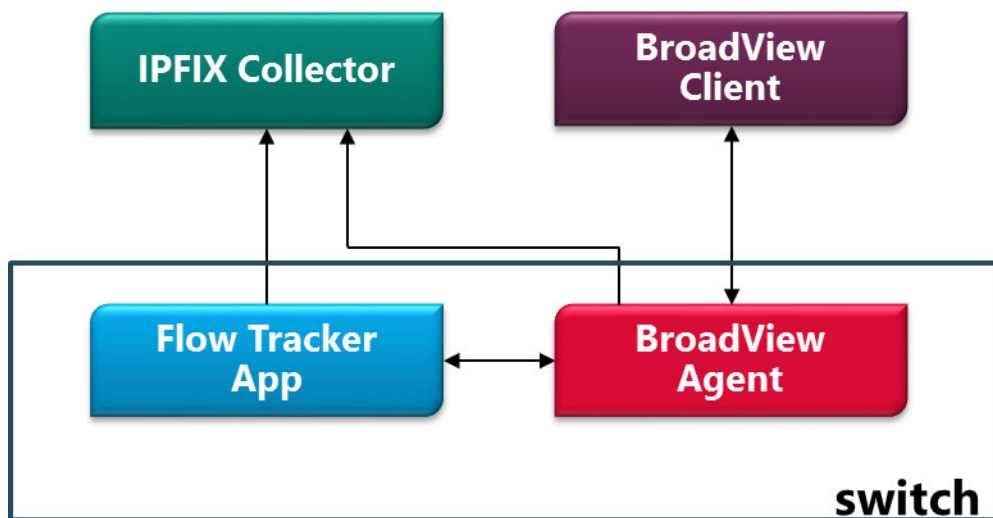 IPFIX Collector
BroadView
Client
Flow Tracker
App
BroadView
Agent
switch